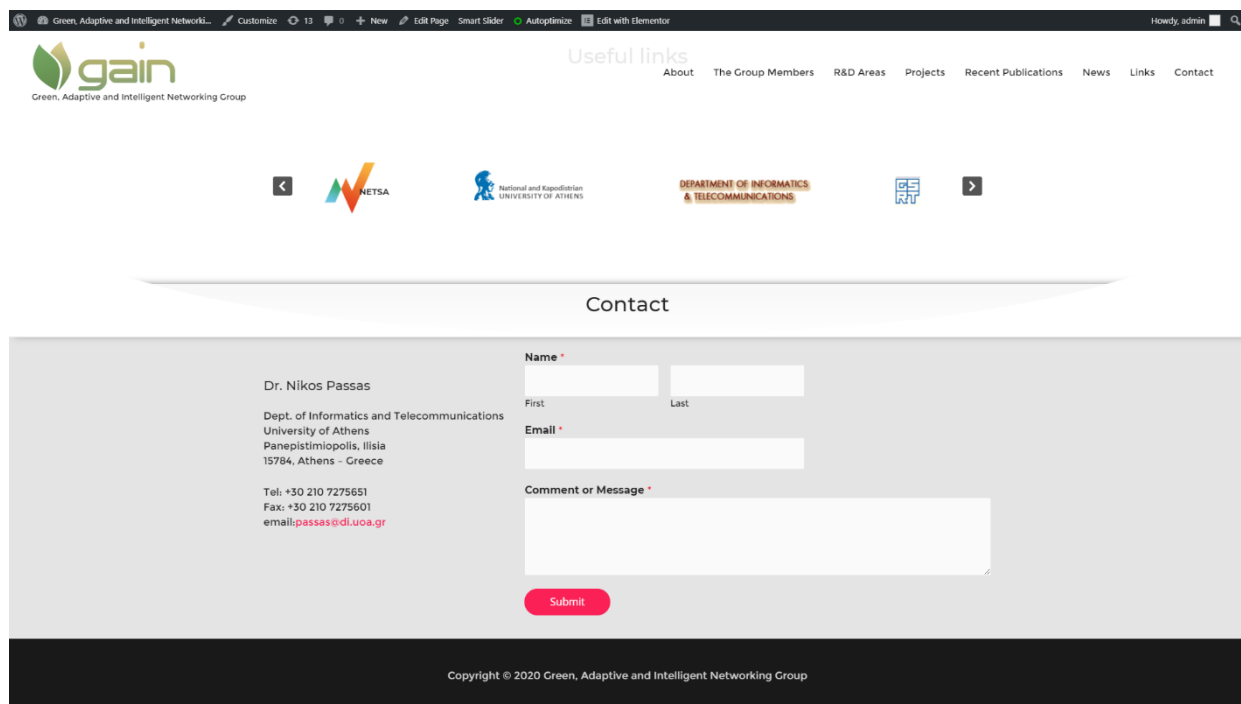 Green, Adaptive and Intelligent Networki... Customize 13 0 New Edit Page Smart Slider Autoptimize Edit with Elementor Howdy, admin
gain
Green, Adaptive and Intelligent Networking Group
Useful links
About The Group Members R&D Areas Projects Recent Publications News Links Contact
NETSA
National and Kapodistrian
UNIVERSITY OF ATHENS
DEPARTMENT OF INFORMATICS
& TELECOMMUNICATIONS
GSRT
Contact
Dr. Nikos Passas
Dept. of Informatics and Telecommunications
University of Athens
Panepistimiopolis, Ilisia
15784, Athens – Greece
Tel: +30 210 7275651
Fax: +30 210 7275601
email:passas@di.uoa.gr
Name *
First Last
Email *
Comment or Message *
Submit
Copyright © 2020 Green, Adaptive and Intelligent Networking Group